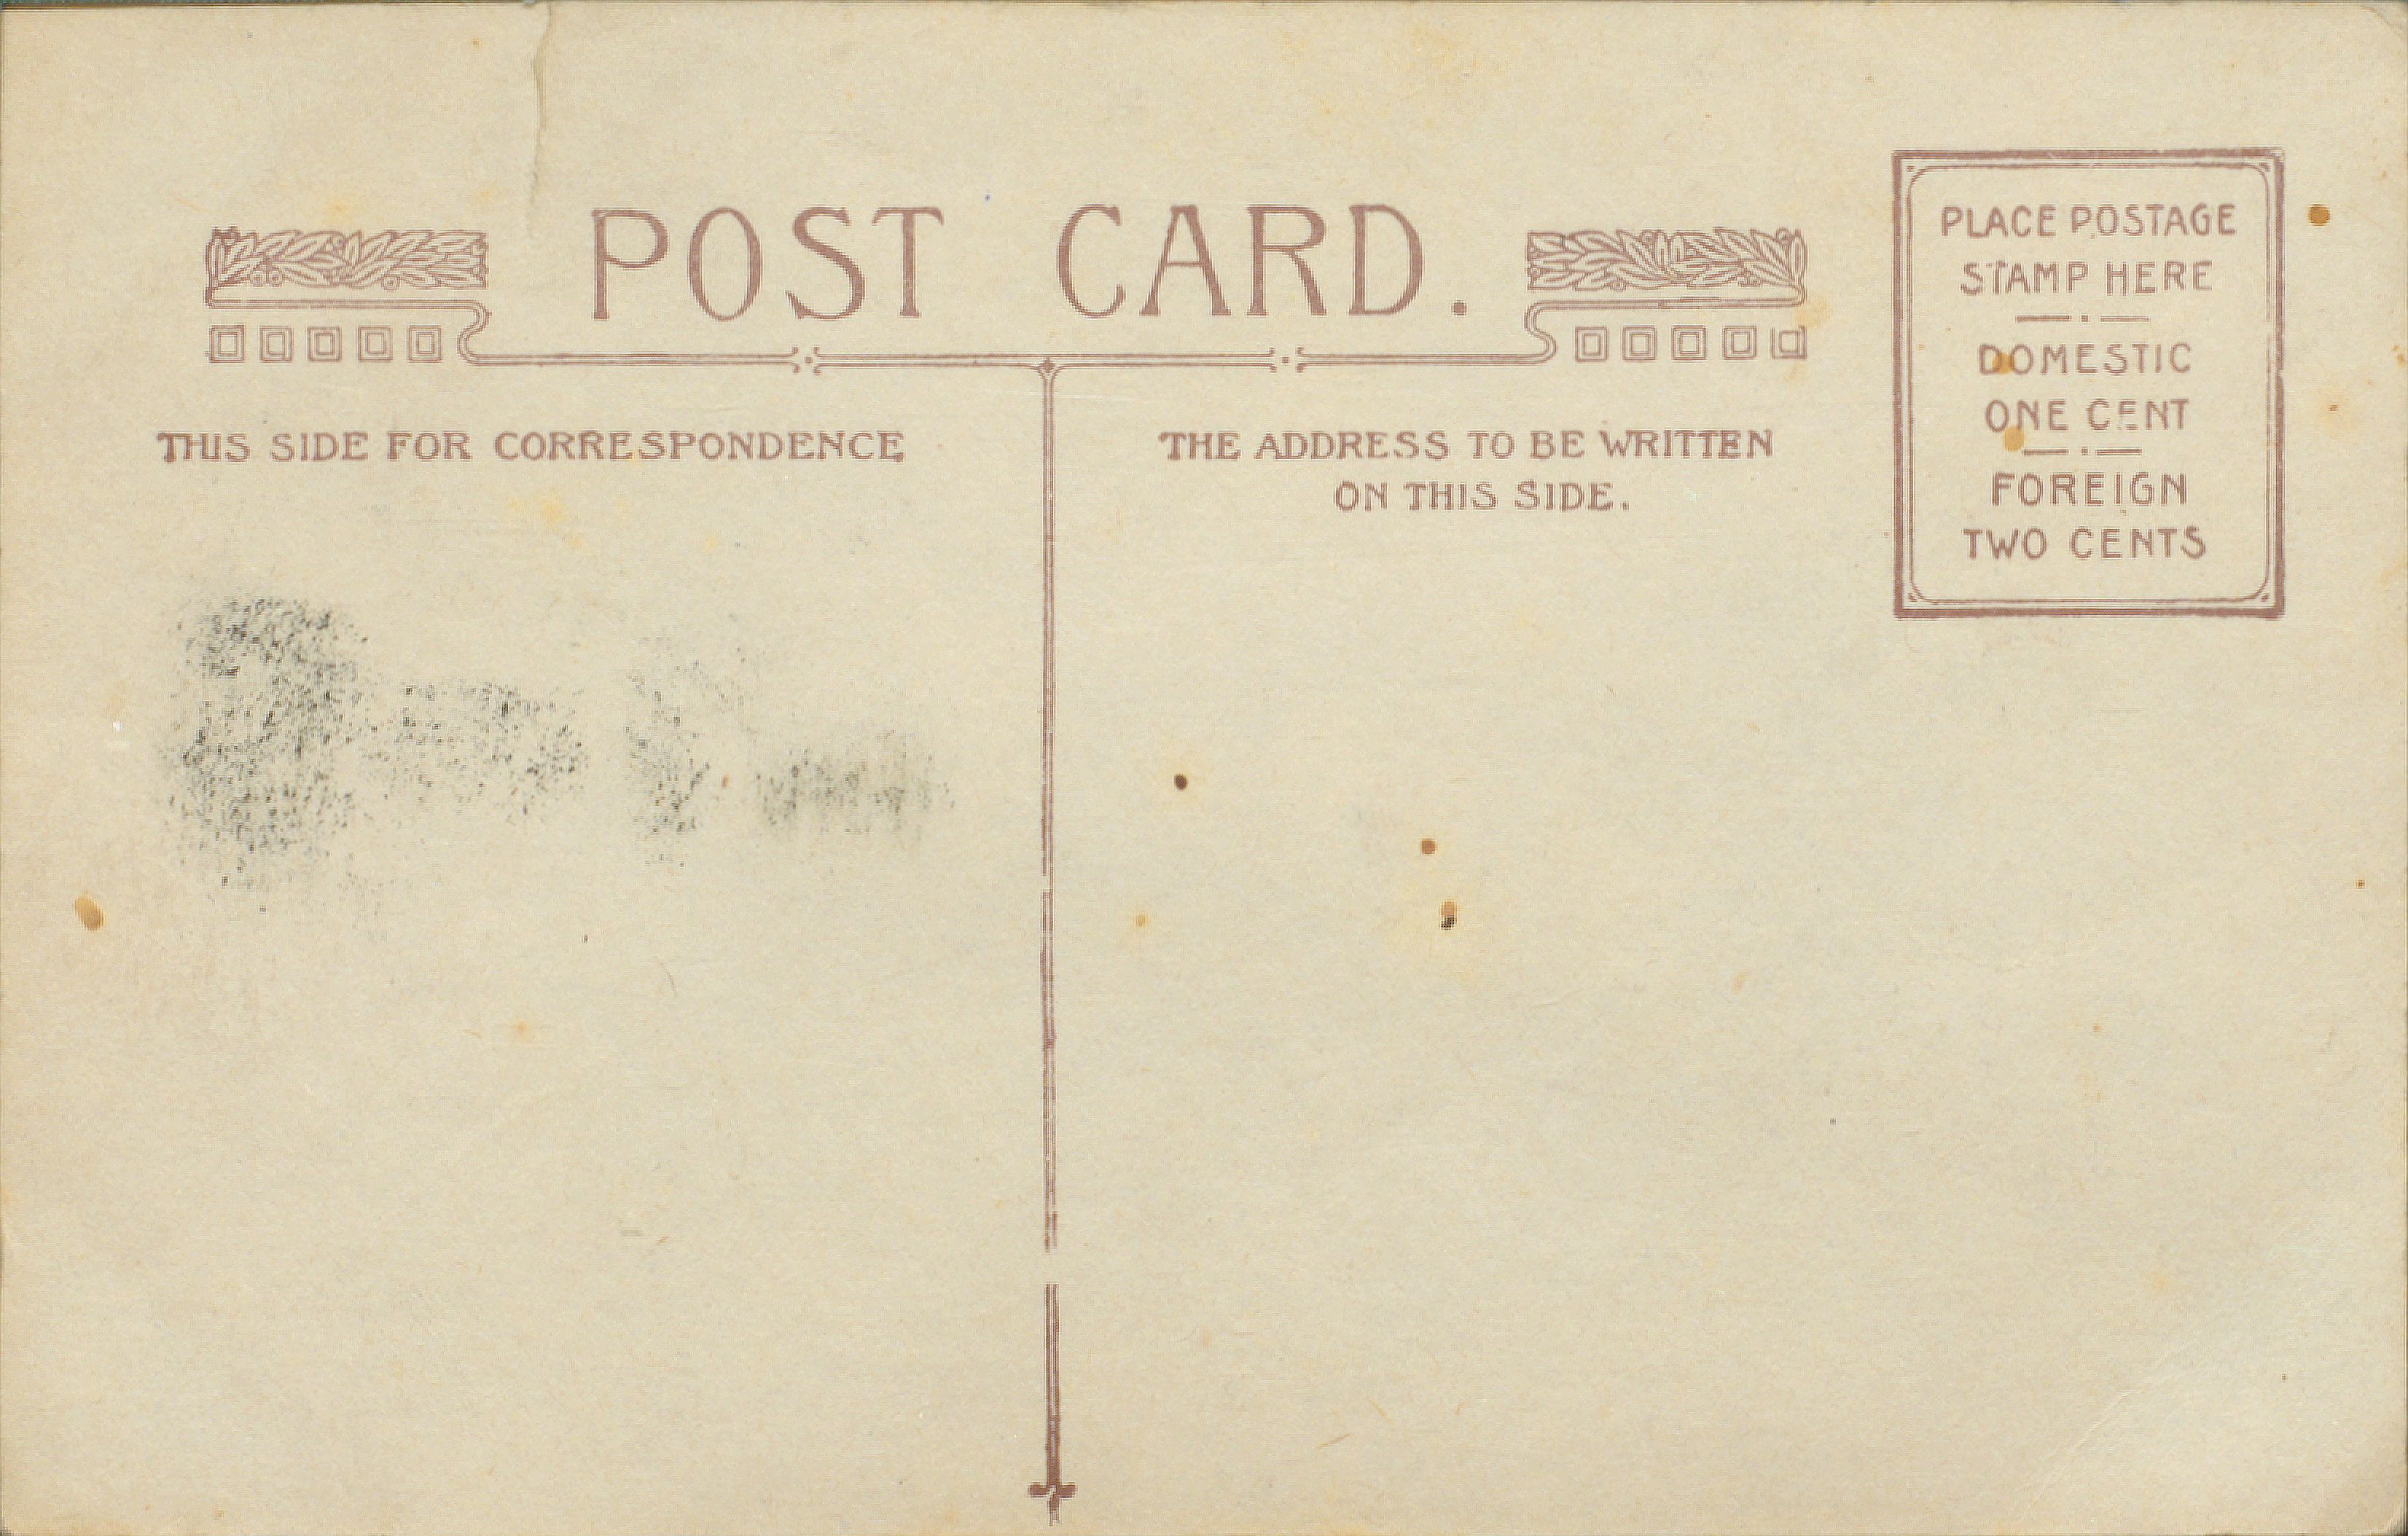 POST CARD.
THIS SIDE FOR CORRESPONDENCE
THE ADDRESS TO BE WRITTEN
ON THIS SIDE.
PLACE POSTAGE
STAMP HERE
DOMESTIC
ONE CENT
FOREIGN
TWO CENTS